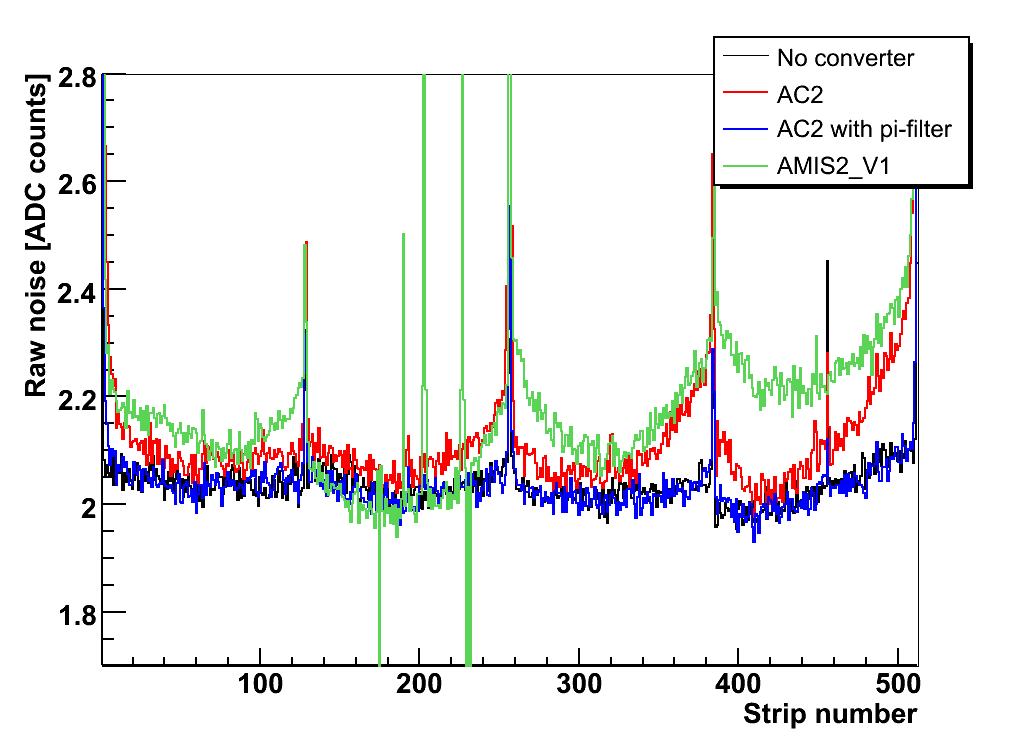 No converter
AC2
AC2 with pi-filter
AMIS2_V1
Raw noise [ADC counts]
2.8
2.6
2.4
2.2
2
1.8
100 200 300 400 500
Strip number